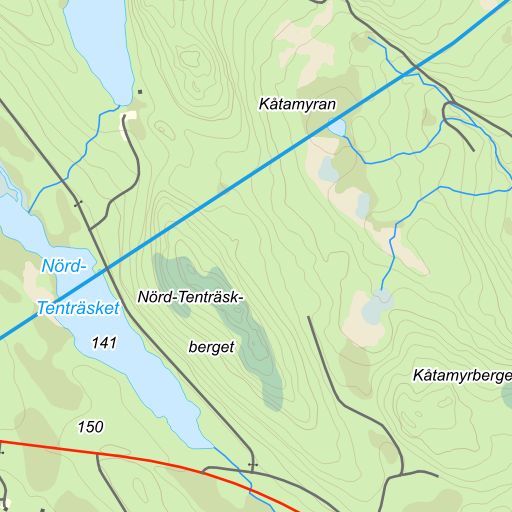 Kåtamyran
Nörd-
Tenträsket
141
Nörd-Tenträsk-
berget
Kåtamyrberge
150